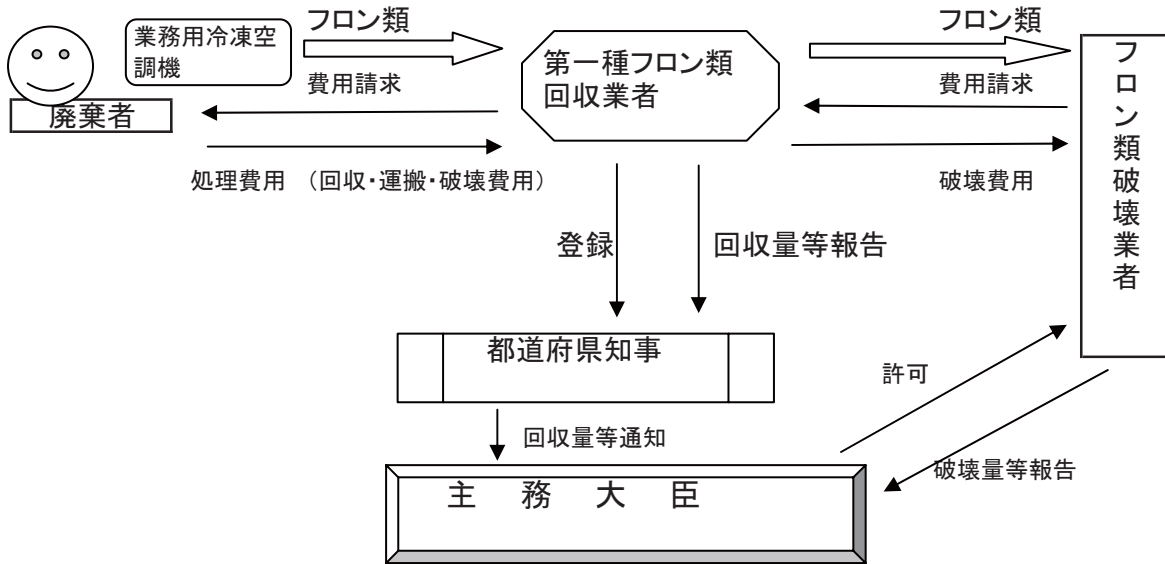 業務用冷凍空
調機
廃棄者
フロン類
費用請求
処理費用　（回収・運搬・破壊費用）
第一種フロン類
回収業者
フロン類
費用請求
破壊費用
フロン類破壊業者
登録
回収量等報告
都道府県知事
許可
回収量等通知
破壊量等報告
主　務　大　臣